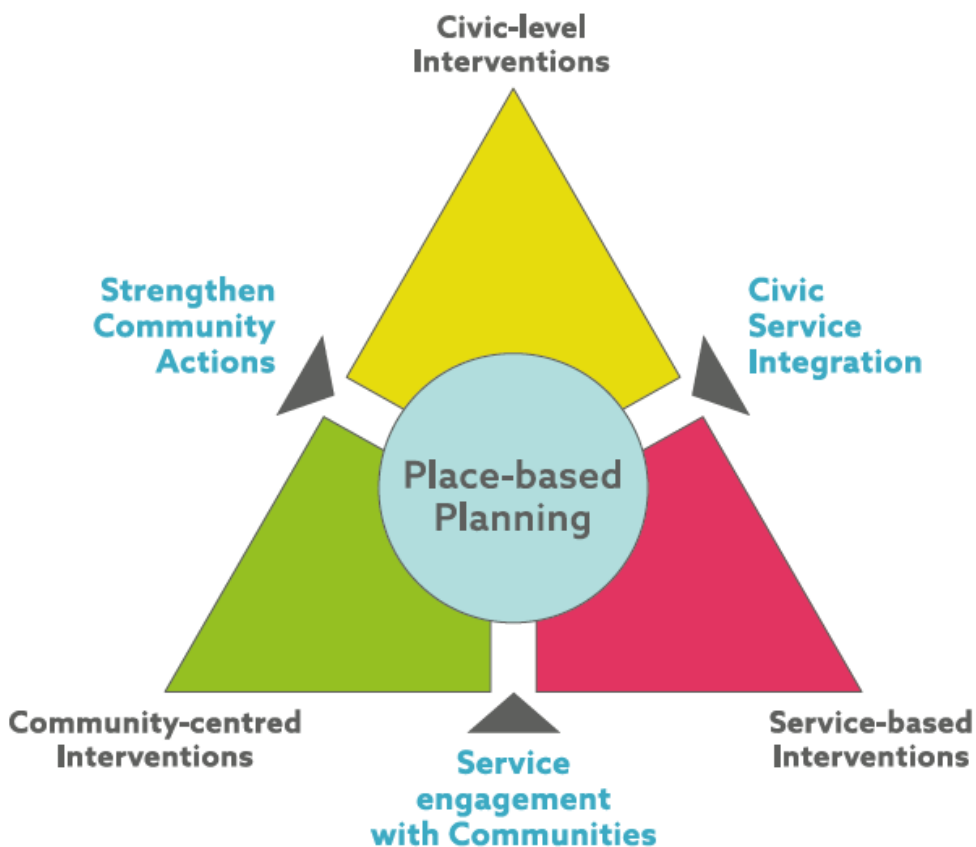 Civic-level
Interventions
Strengthen
Community
Actions
Civic
Service
Integration
Place-based
Planning
Community-centred
Interventions
Service-based
Interventions
Service
engagement
with Communities